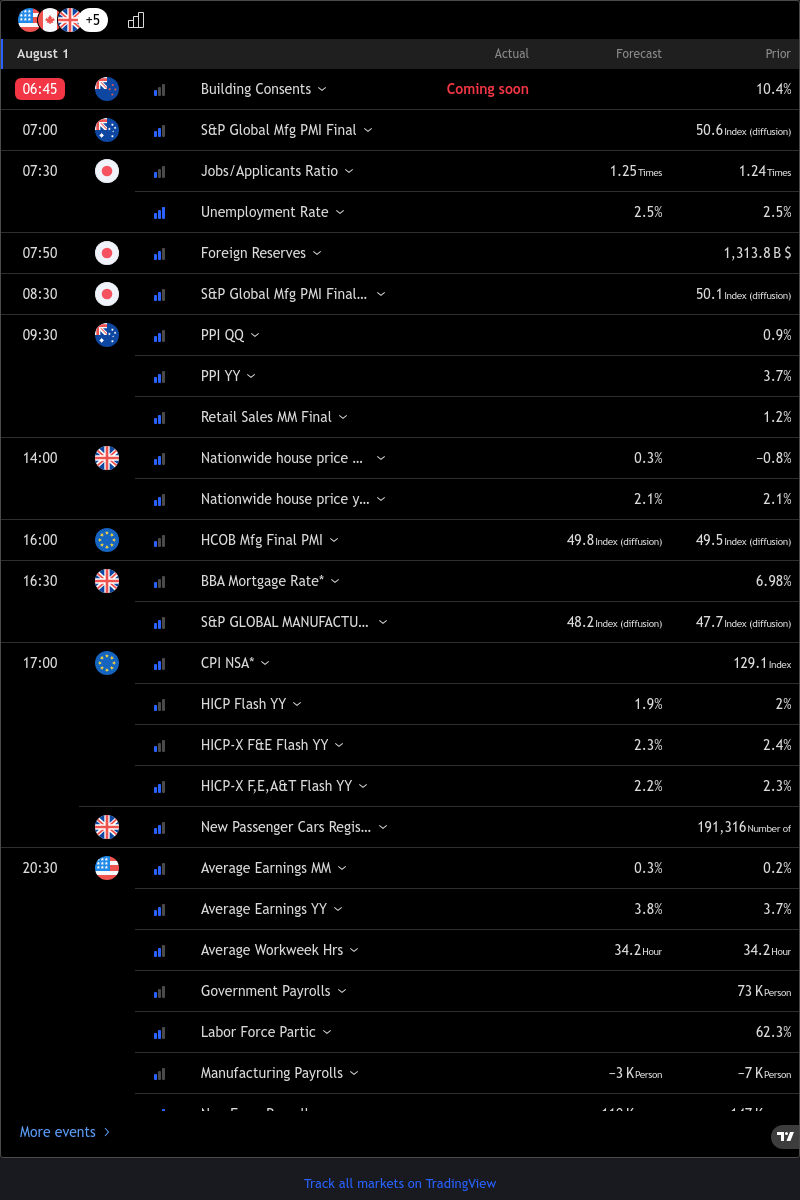 +5
August 1 Actual Forecast Prior
06:45 Building Consents Coming soon 10.4%
07:00 S&P Global Mfg PMI Final 50.6 Index (diffusion)
07:30 Jobs/Applicants Ratio 1.25 Times 1.24 Times
Unemployment Rate 2.5% 2.5%
07:50 Foreign Reserves 1,313.8 B $
08:30 S&P Global Mfg PMI Final... 50.1 Index (diffusion)
09:30 PPI QQ 0.9%
PPI YY 3.7%
Retail Sales MM Final 1.2%
14:00 Nationwide house price ... 0.3% −0.8%
Nationwide house price y... 2.1% 2.1%
16:00 HCOB Mfg Final PMI 49.8 Index (diffusion) 49.5 Index (diffusion)
16:30 BBA Mortgage Rate* 6.98%
S&P GLOBAL MANUFACTU... 48.2 Index (diffusion) 47.7 Index (diffusion)
17:00 CPI NSA* 129.1 Index
HICP Flash YY 1.9% 2%
HICP-X F&E Flash YY 2.3% 2.4%
HICP-X F,E,A&T Flash YY 2.2% 2.3%
New Passenger Cars Regis... 191,316 Number of
20:30 Average Earnings MM 0.3% 0.2%
Average Earnings YY 3.8% 3.7%
Average Workweek Hrs 34.2 Hour 34.2 Hour
Government Payrolls 73 K Person
Labor Force Partic 62.3%
Manufacturing Payrolls −3 K Person −7 K Person
More events
Track all markets on TradingView